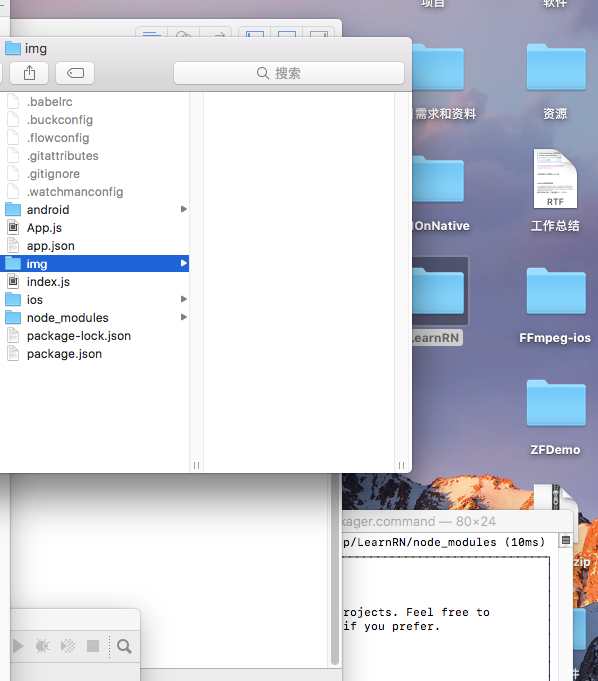 项目
软件
img
搜索
.babelrc
.buckconfig
.flowconfig
.gitattributes
.gitignore
.watchmanconfig
android
App.js
app.json
img
index.js
ios
node_modules
package-lock.json
package.json
需求和资料
资源
OnNative
RTF
工作总结
LearnRN
FFmpeg-ios
ZFDemo
zip
kager.command — 80×24
p/LearnRN/node_modules (10ms)
rojects. Feel free to
if you prefer.